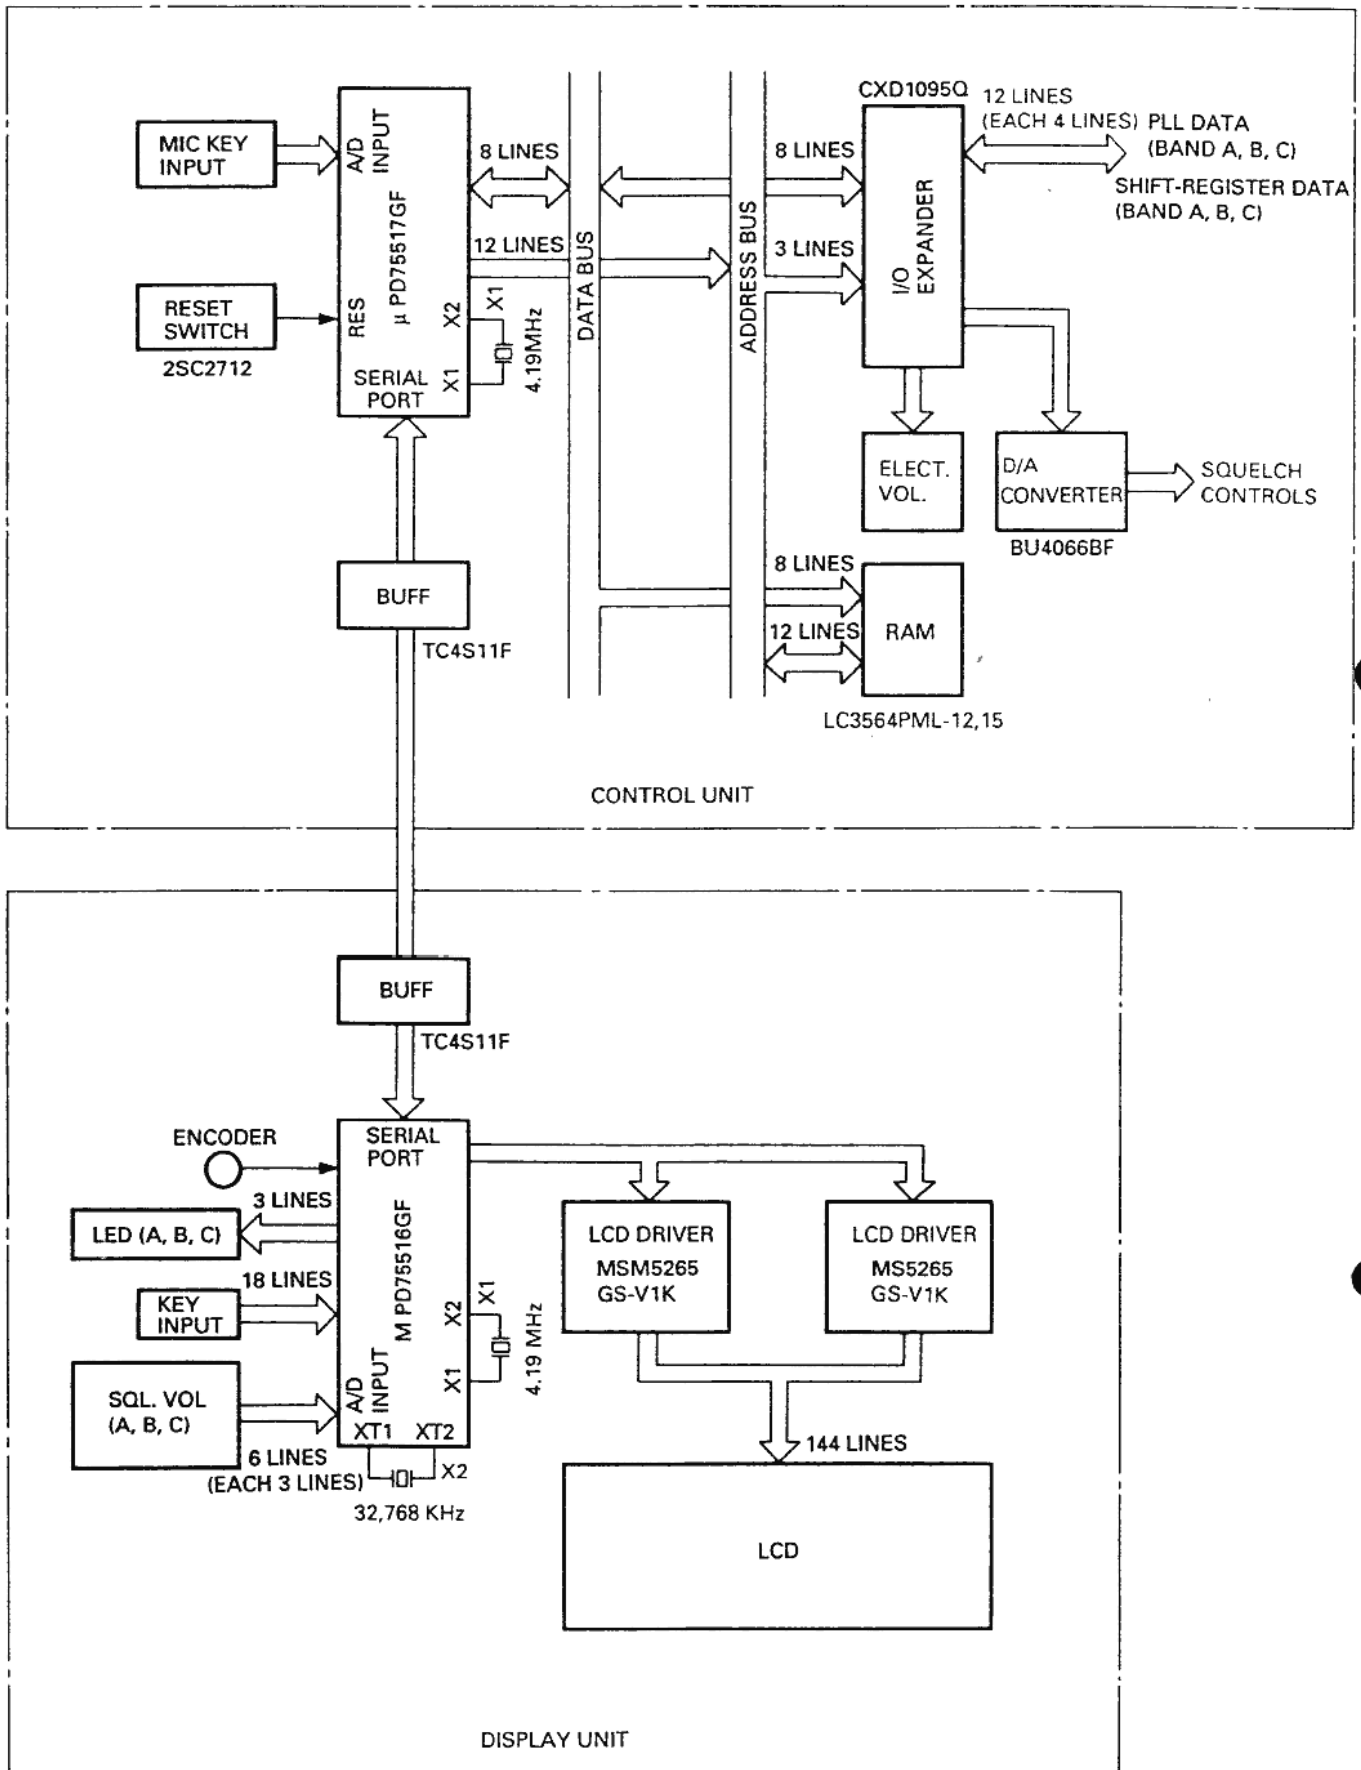 MIC KEY
INPUT
A/D
INPUT
μ PD75517GF
RES
SERIAL
PORT
X2
X1
X1
4.19MHz
RESET
SWITCH
2SC2712
8 LINES
12 LINES
DATA BUS
ADDRESS BUS
8 LINES
3 LINES
CXD1095Q
I/O
EXPANDER
12 LINES
(EACH 4 LINES)
PLL DATA
(BAND A, B, C)
SHIFT-REGISTER DATA
(BAND A, B, C)
ELECT.
VOL.
D/A
CONVERTER
BU4066BF
SQUELCH
CONTROLS
8 LINES
12 LINES
RAM
LC3564PML-12,15
BUFF
TC4S11F
CONTROL UNIT
BUFF
TC4S11F
ENCODER
SERIAL
PORT
M PD75516GF
3 LINES
LED (A, B, C)
18 LINES
KEY
INPUT
SQL. VOL
(A, B, C)
6 LINES
(EACH 3 LINES)
A/D
INPUT
XT1
XT2
X2
32,768 KHz
X2
X1
X1
4.19 MHz
LCD DRIVER
MSM5265
GS-V1K
LCD DRIVER
MS5265
GS-V1K
144 LINES
LCD
DISPLAY UNIT